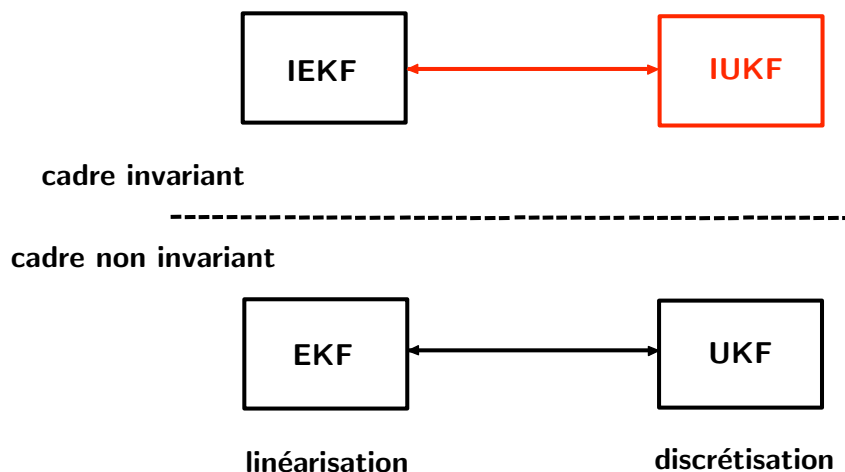 IEKF
IUKF
cadre invariant
cadre non invariant
EKF
UKF
linéarisation
discrétisation